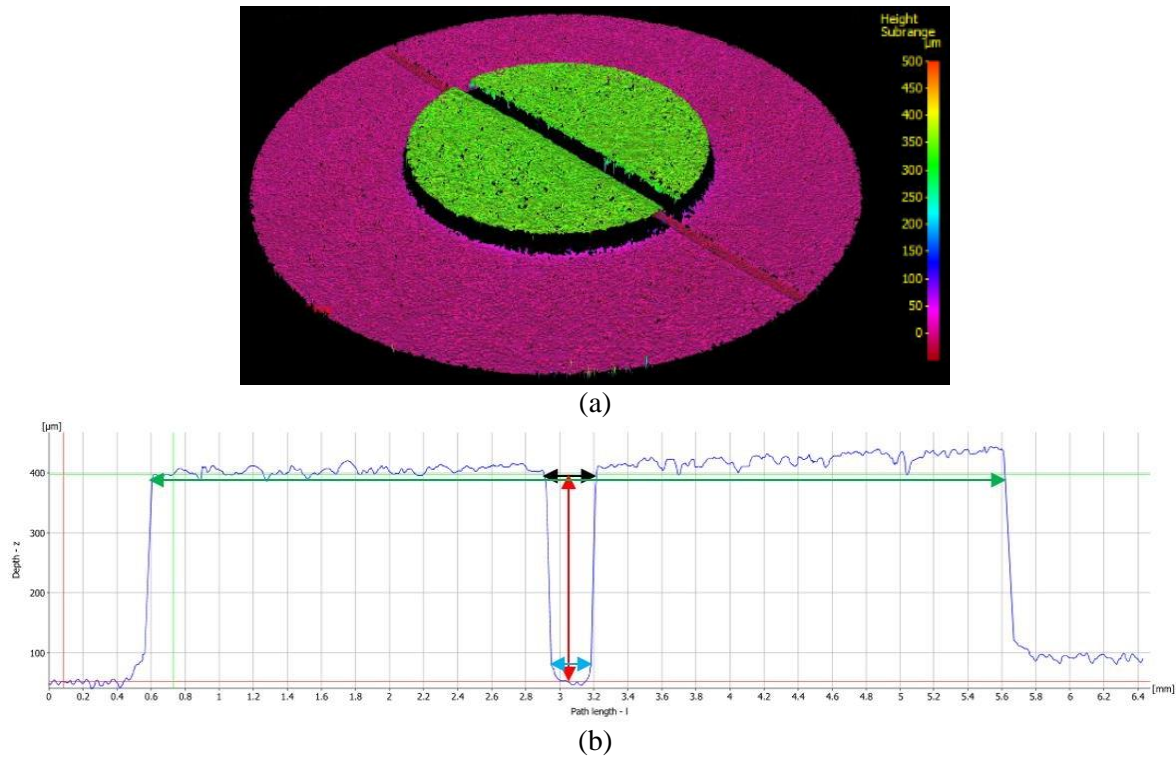 Height
Subrange
µm
500
450
400
350
300
250
200
150
100
50
0
(a)
[µm]
400
300
200
100
Depth - z
0 0.2 0.4 0.6 0.8 1 1.2 1.4 1.6 1.8 2 2.2 2.4 2.6 2.8 3 3.2 3.4 3.6 3.8 4 4.2 4.4 4.6 4.8 5 5.2 5.4 5.6 5.8 6 6.2 6.4 [mm]
Path length - l
(b)